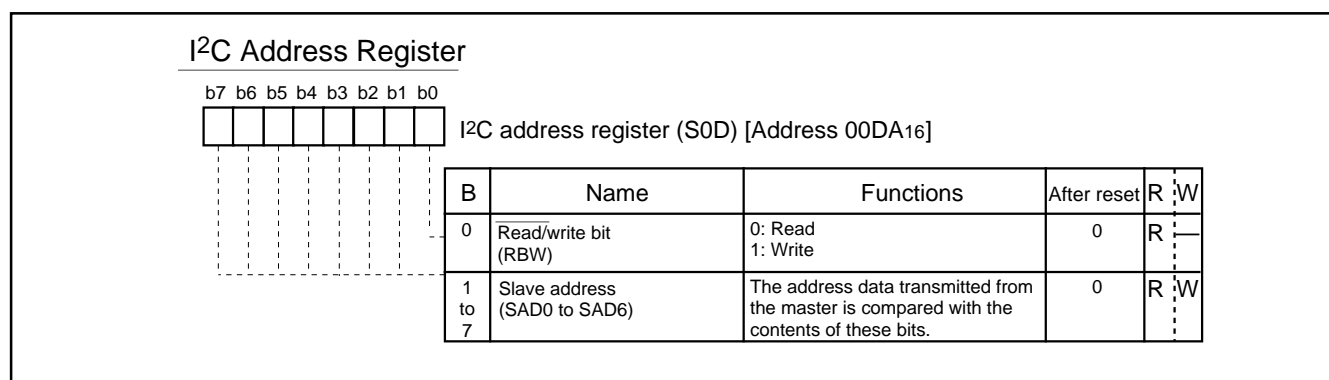 I²C Address Register
b7 b6 b5 b4 b3 b2 b1 b0
I²C address register (S0D) [Address 00DA₁₆]
B Name Functions After reset R W
0 Read/write bit 0: Read 0 R —
(RBW) 1: Write
1 Slave address The address data transmitted from 0 R W
to (SAD0 to SAD6) the master is compared with the
7 contents of these bits.